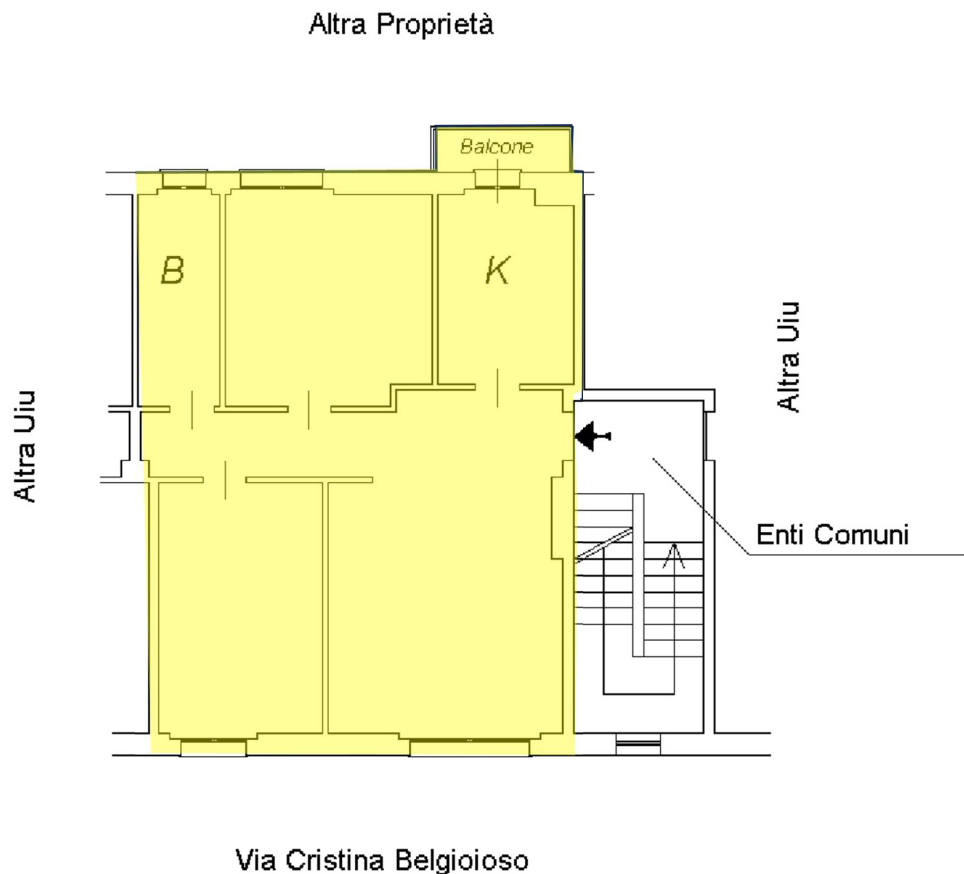 Altra Proprietà
Balcone
B
K
Altra Uiu
Altra Uiu
Enti Comuni
Via Cristina Belgioioso